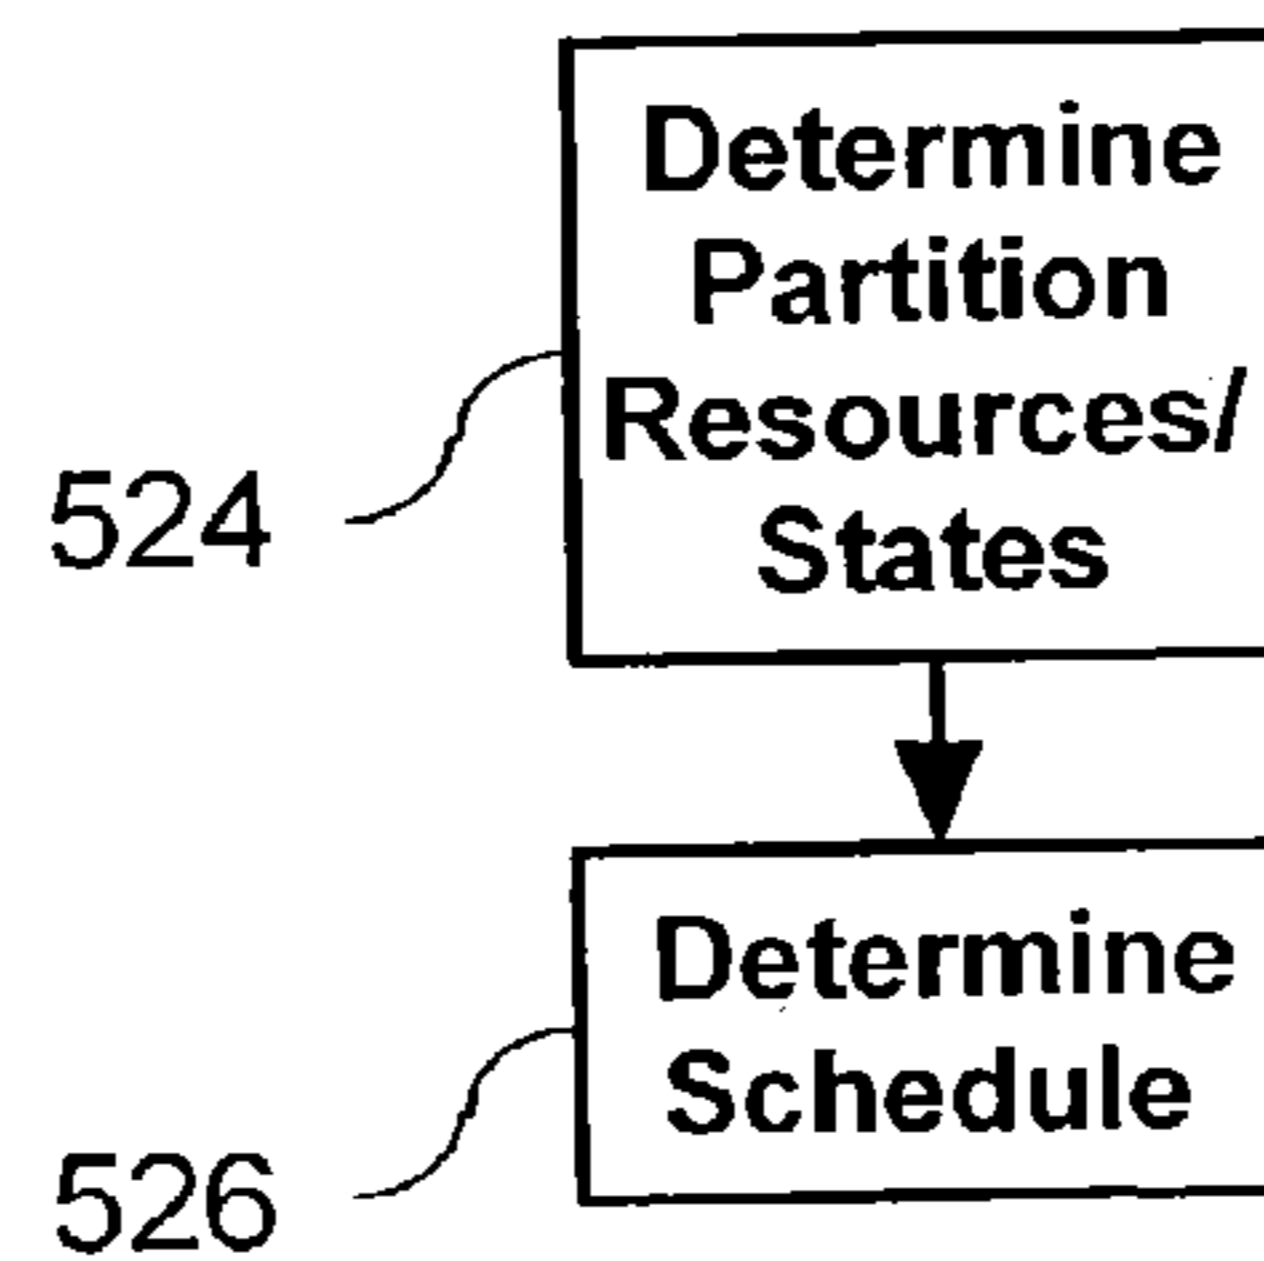 Determine
Partition
Resources/
States
524
Determine
Schedule
526